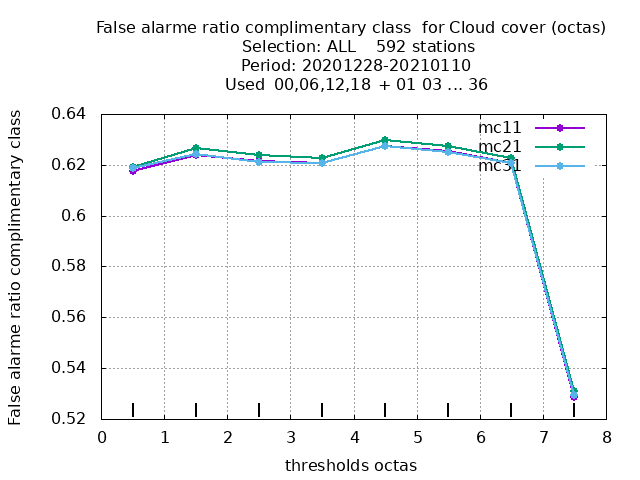 False alarme ratio complimentary class  for Cloud cover (octas)
Selection: ALL    592 stations
Period: 20201228-20210110
Used  00,06,12,18  + 01 03 ... 36
False alarme ratio complimentary class
0.64
0.62
0.6
0.58
0.56
0.54
0.52
mc11
mc21
mc31
0 1 2 3 4 5 6 7 8
thresholds octas